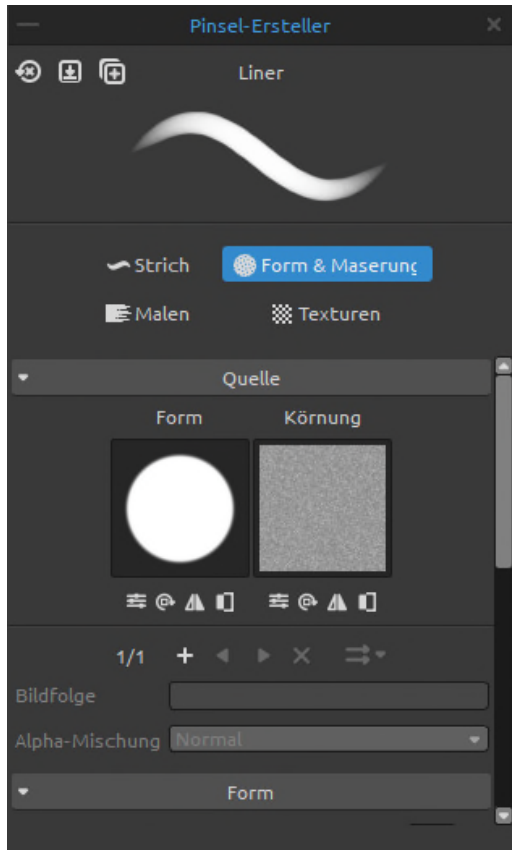 Pinsel-Ersteller
Liner
Strich Form & Maserung
Malen Texturen
Quelle
Form Körnung
1/1
Bildfolge
Alpha-Mischung Normal
Form